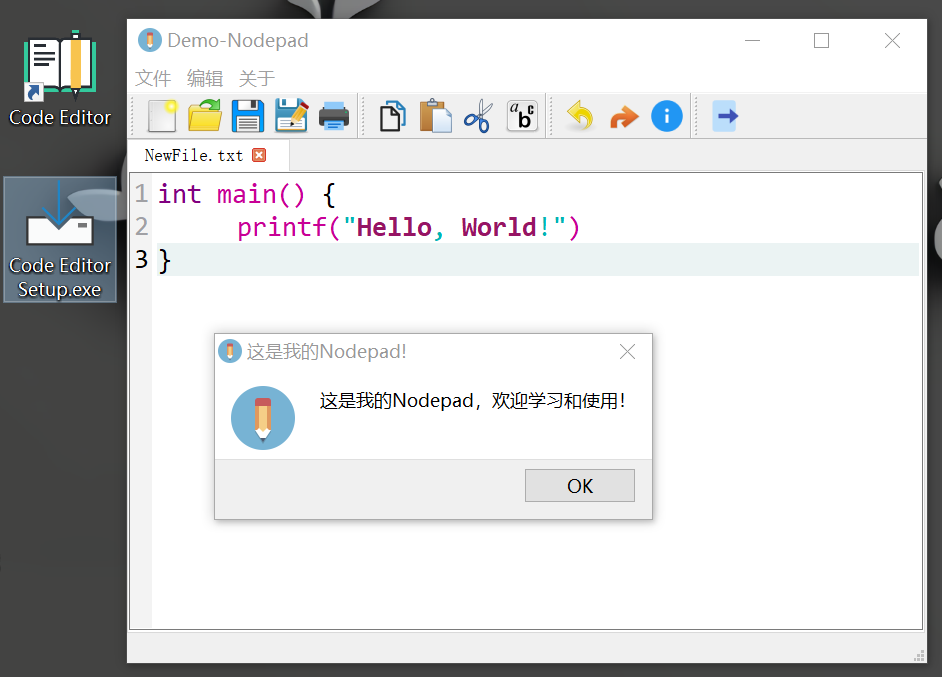 Code Editor
Code Editor
Setup.exe
Demo-Nodepad
文件 编辑 关于
a b c
i
NewFile.txt
1 int main() {
2     printf("Hello, World!")
3 }
这是我的Nodepad!
这是我的Nodepad，欢迎学习和使用!
OK